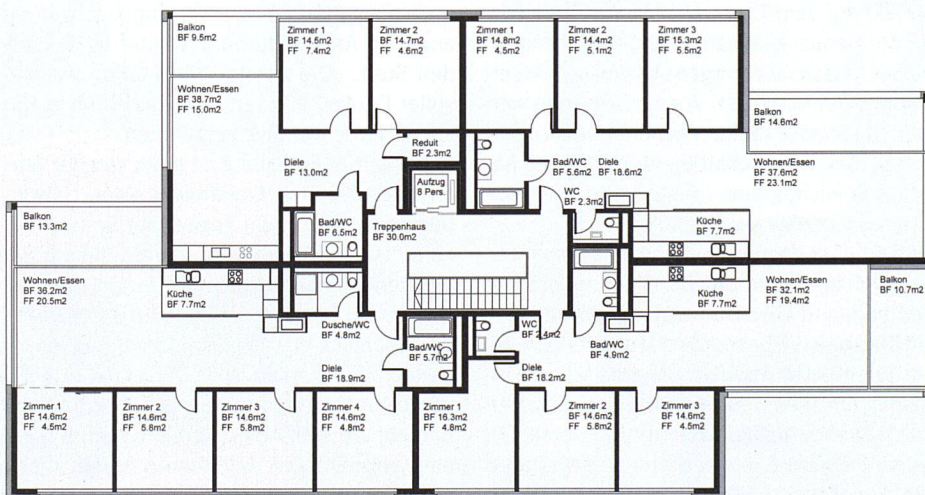 Balkon
BF 9.5m2
Zimmer 1
BF 14.5m2
FF 7.4m2
Zimmer 2
BF 14.7m2
FF 4.6m2
Zimmer 1
BF 14.8m2
FF 4.5m2
Zimmer 2
BF 14.4m2
FF 5.1m2
Zimmer 3
BF 15.3m2
FF 5.5m2
Wohnen/Essen
BF 38.7m2
FF 15.0m2
Balkon
BF 14.6m2
Reduit
BF 2.3m2
Diele
BF 13.0m2
Bad/WC
BF 5.6m2
Diele
BF 18.6m2
Wohnen/Essen
BF 37.6m2
FF 23.1m2
Aufzug
8 Pers.
WC
BF 2.3m2
Balkon
BF 13.3m2
Bad/WC
BF 6.5m2
Treppenhaus
BF 30.0m2
Küche
BF 7.7m2
Wohnen/Essen
BF 36.2m2
FF 20.5m2
Küche
BF 7.7m2
Küche
BF 7.7m2
Wohnen/Essen
BF 32.1m2
FF 19.4m2
Balkon
BF 10.7m2
Dusche/WC
BF 4.8m2
WC
BF 2.4m2
Bad/WC
BF 5.7m2
Bad/WC
BF 4.9m2
Diele
BF 18.9m2
Diele
BF 18.2m2
Zimmer 1
BF 14.6m2
FF 4.5m2
Zimmer 2
BF 14.6m2
FF 5.8m2
Zimmer 3
BF 14.6m2
FF 5.8m2
Zimmer 4
BF 14.6m2
FF 4.8m2
Zimmer 1
BF 16.3m2
FF 4.8m2
Zimmer 2
BF 14.6m2
FF 5.8m2
Zimmer 3
BF 14.6m2
FF 4.5m2